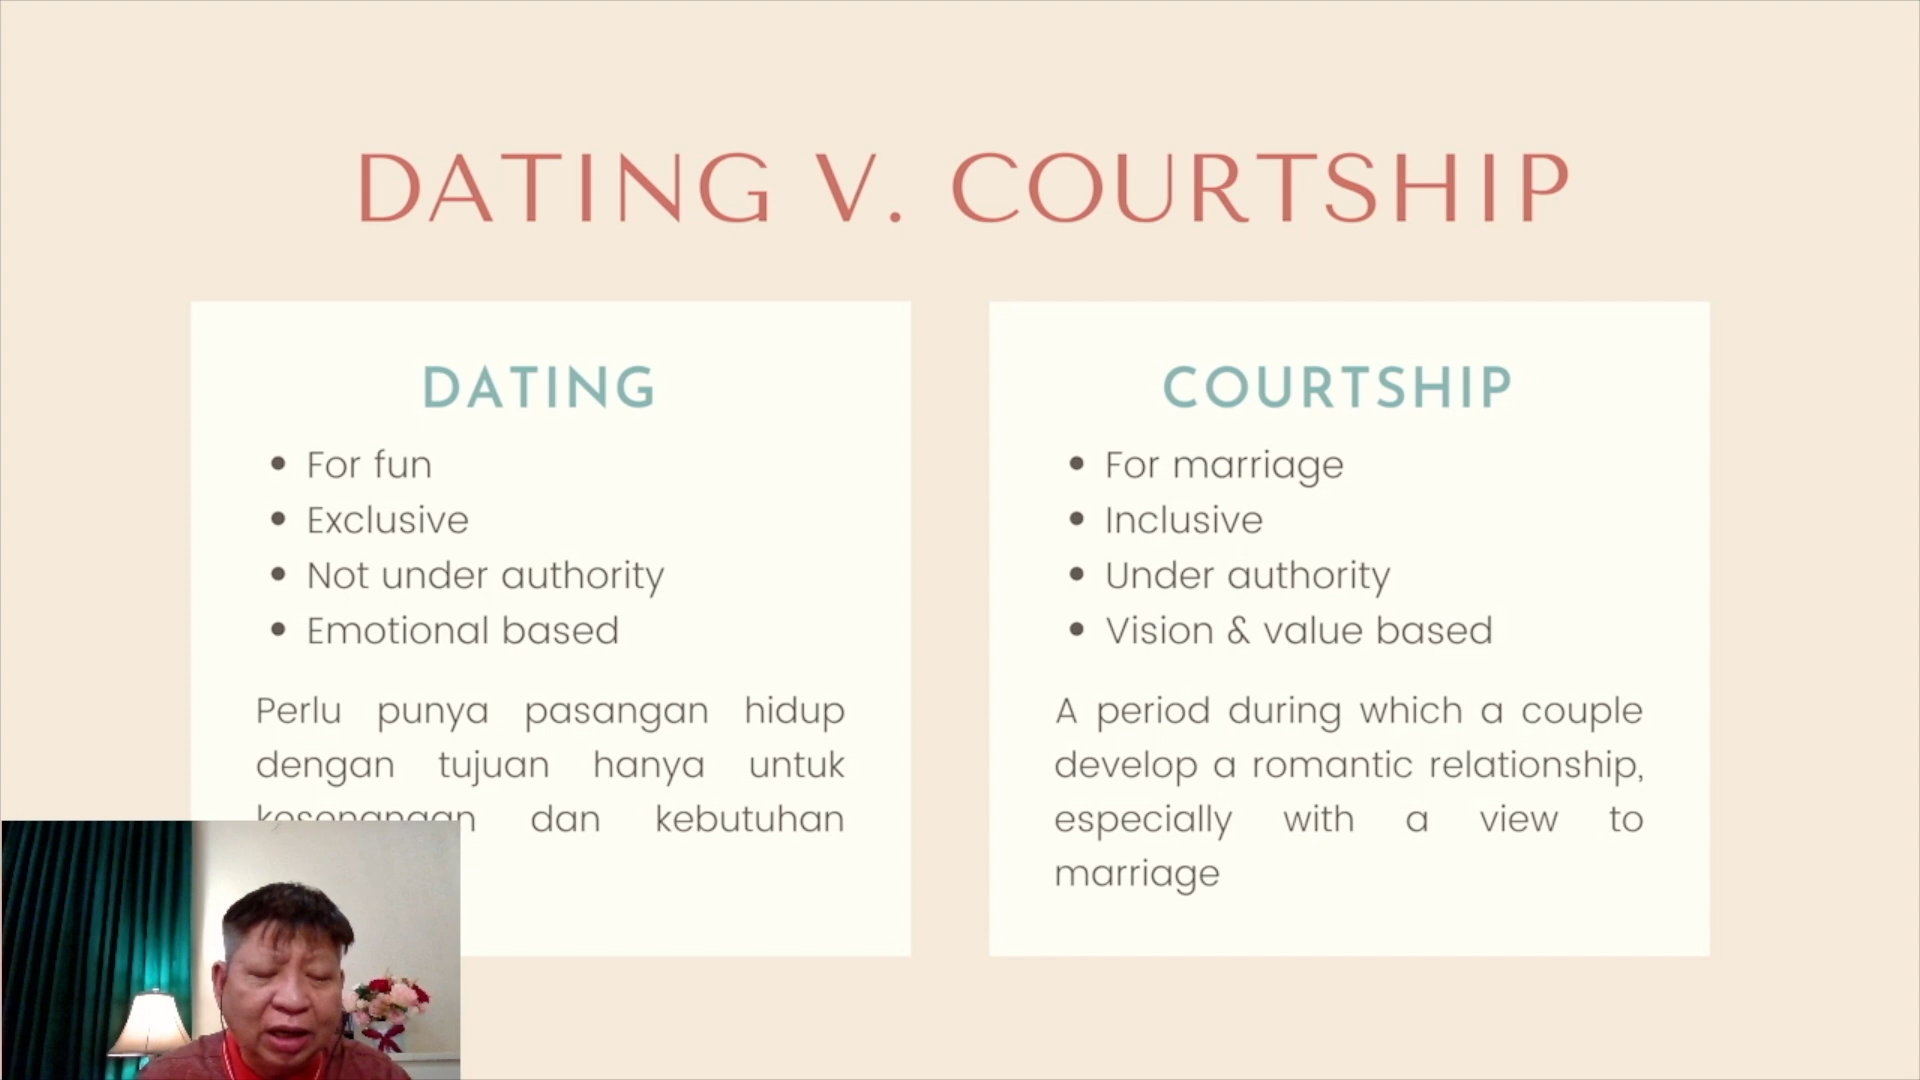 DATING V. COURTSHIP
DATING
• For fun
• Exclusive
• Not under authority
• Emotional based
Perlu punya pasangan hidup
dengan tujuan hanya untuk
kesenangan dan kebutuhan
COURTSHIP
• For marriage
• Inclusive
• Under authority
• Vision & value based
A period during which a couple
develop a romantic relationship,
especially with a view to
marriage